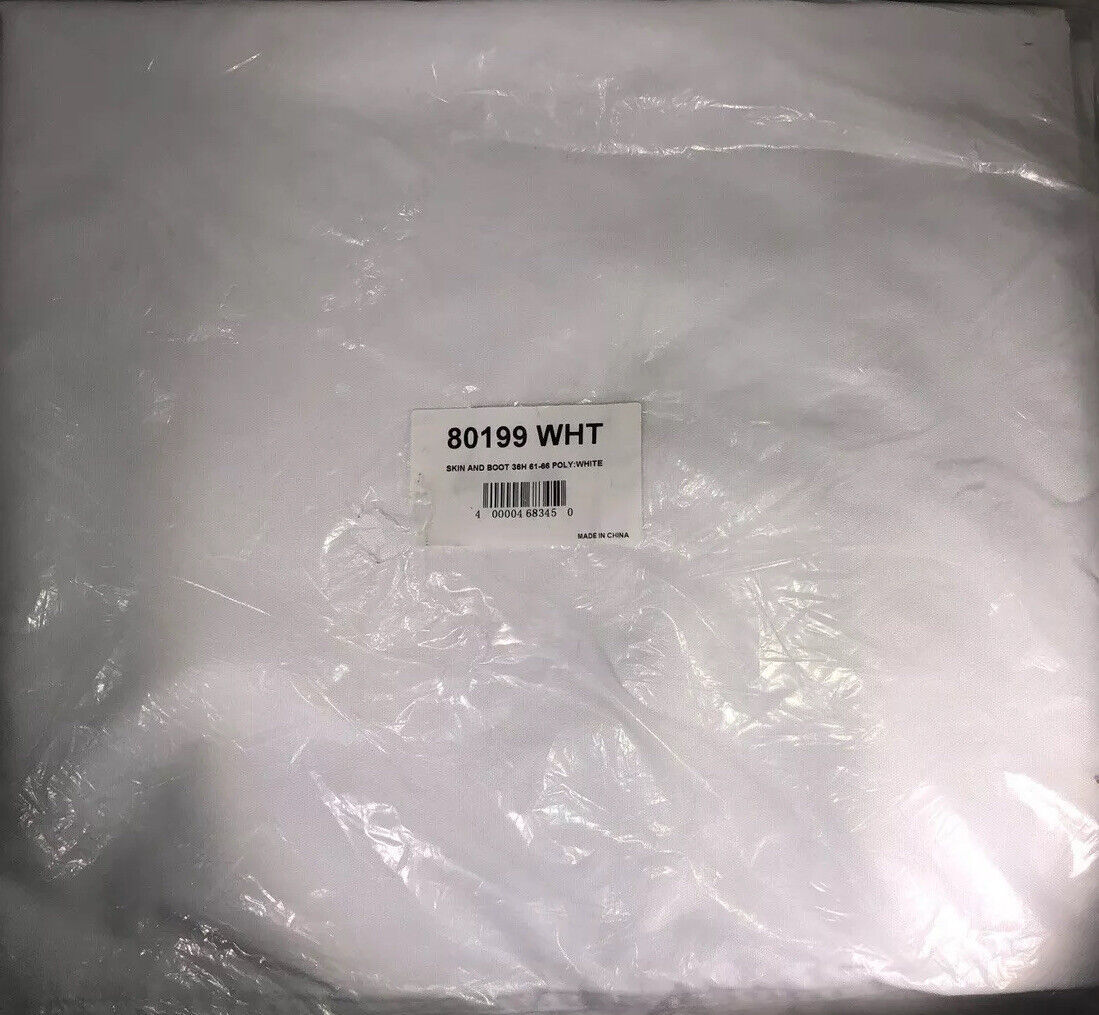 80199 WHT
SKIN AND BOOT 36H 61-66 POLY:WHITE
4 00004 68345 0
MADE IN CHINA